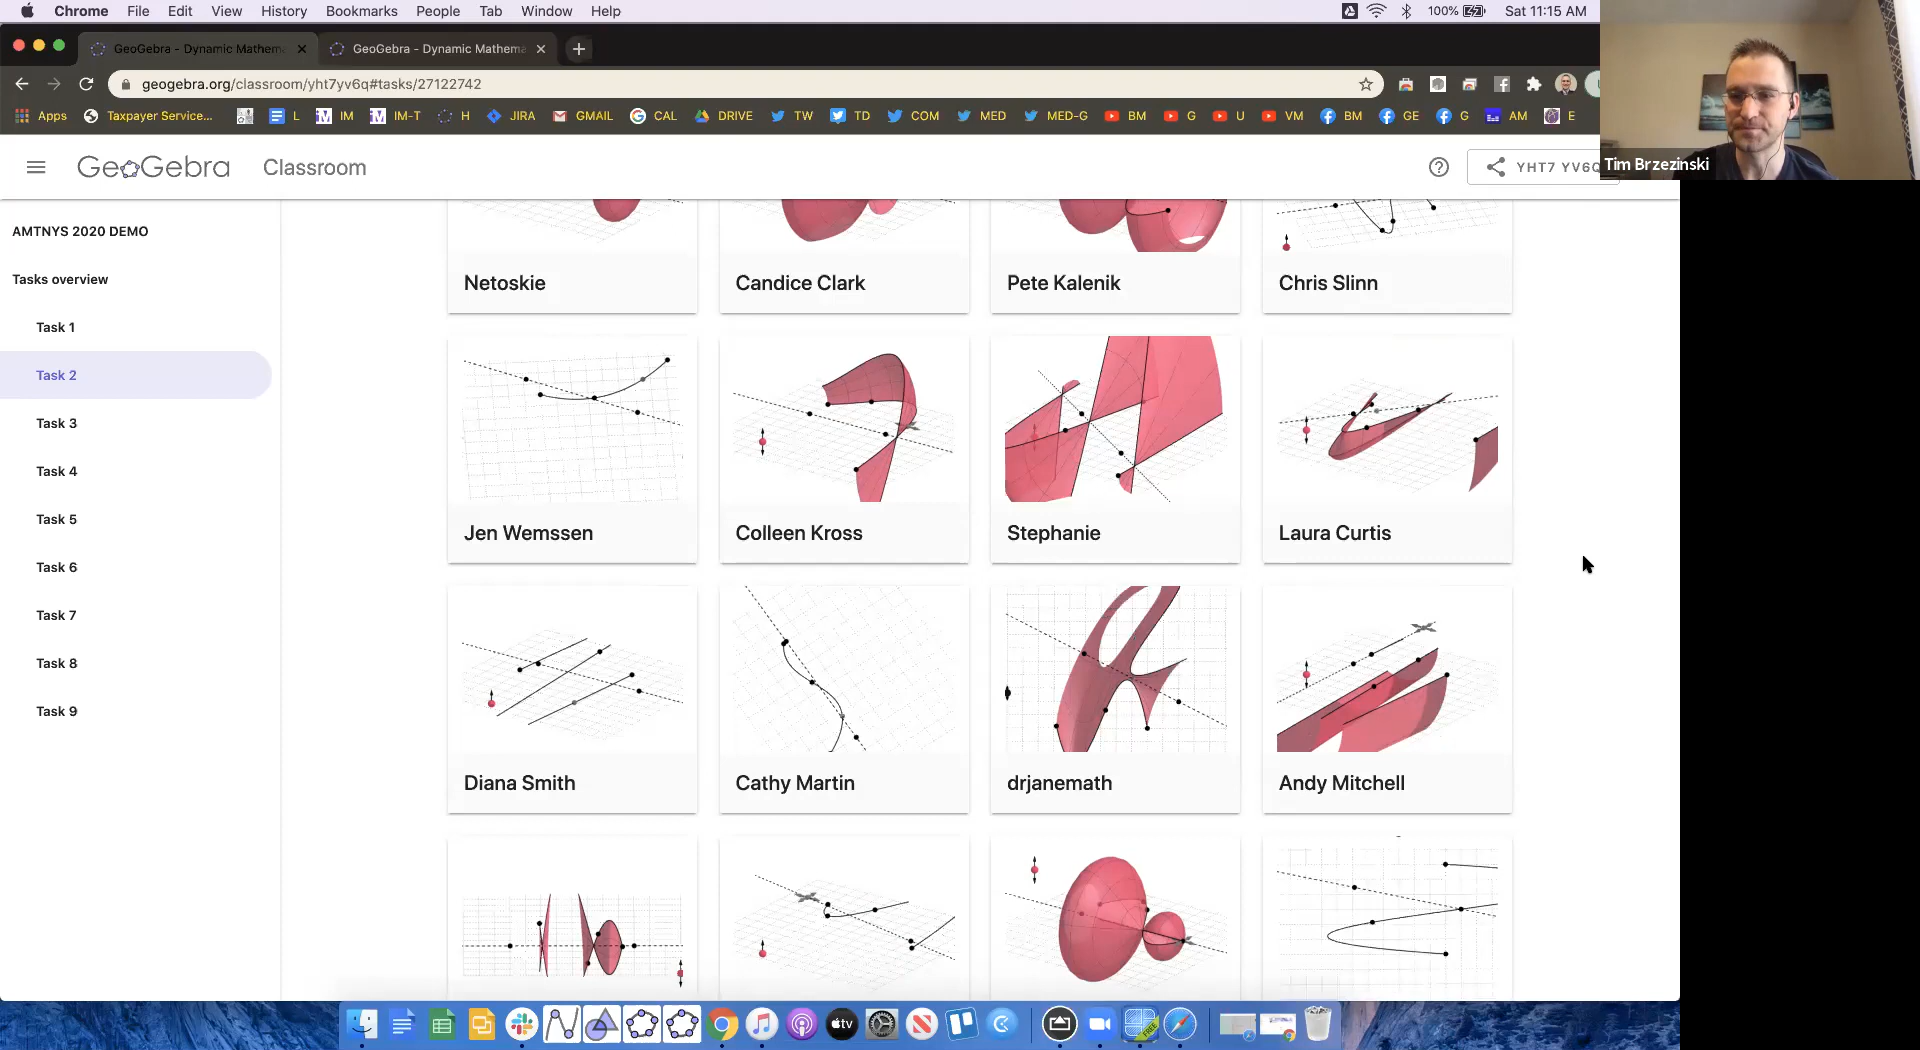 Chrome File Edit View History Bookmarks People Tab Window Help
100% Sat 11:15 AM
GeoGebra - Dynamic Mathem
GeoGebra - Dynamic Mathema
geogebra.org/classroom/yht7yv6q#tasks/27122742
Apps Taxpayer Service... L IM IM-T H JIRA GMAIL CAL DRIVE TW TD COM MED MED-G BM G U VM BM GE G AM E
Tim Brzezinski
GeoGebra Classroom
YHT7 YV6Q
AMTNYS 2020 DEMO
Tasks overview
Task 1
Task 2
Task 3
Task 4
Task 5
Task 6
Task 7
Task 8
Task 9
Netoskie
Candice Clark
Pete Kalenik
Chris Slinn
Jen Wemssen
Colleen Kross
Stephanie
Laura Curtis
Diana Smith
Cathy Martin
drjanemath
Andy Mitchell
tv
FREE